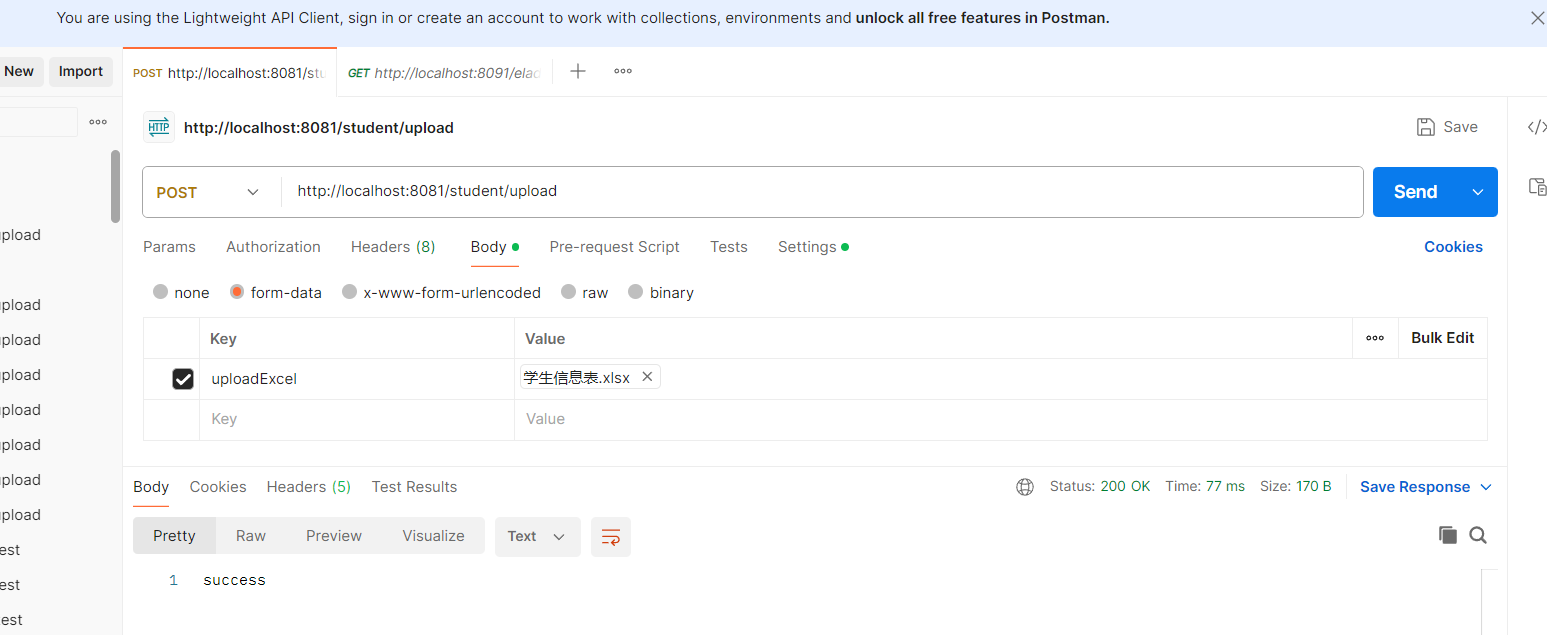 You are using the Lightweight API Client, sign in or create an account to work with collections, environments and unlock all free features in Postman.
New Import POST http://localhost:8081/stu GET http://localhost:8091/elad
HTTP http://localhost:8081/student/upload Save
POST http://localhost:8081/student/upload Send
Params Authorization Headers (8) Body Pre-request Script Tests Settings Cookies
none form-data x-www-form-urlencoded raw binary
Key Value Bulk Edit
uploadExcel 学生信息表.xlsx
Key Value
pload
pload
pload
pload
pload
pload
pload
pload
est
est
est
Body Cookies Headers (5) Test Results Status: 200 OK Time: 77 ms Size: 170 B Save Response
Pretty Raw Preview Visualize Text
1 success